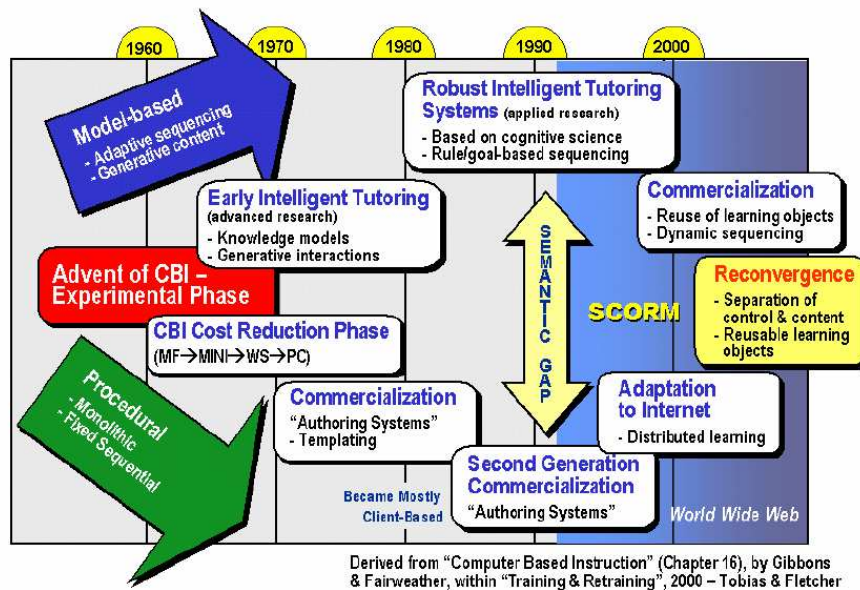 1960
1970
1980
1990
2000
Model-based
- Adaptive sequencing
- Generative content
Robust Intelligent Tutoring
Systems (applied research)
- Based on cognitive science
- Rule/goal-based sequencing
Early Intelligent Tutoring
(advanced research)
- Knowledge models
- Generative interactions
Commercialization
- Reuse of learning objects
- Dynamic sequencing
Advent of CBI –
Experimental Phase
SEMANTIC GAP
SCORM
Reconvergence
- Separation of
control & content
- Reusable learning
objects
CBI Cost Reduction Phase
(MF→MINI→WS→PC)
Procedural
- Monolithic
- Fixed Sequential
Commercialization
“Authoring Systems”
- Templating
Adaptation
to Internet
- Distributed learning
Second Generation
Commercialization
“Authoring Systems”
Became Mostly
Client-Based
World Wide Web
Derived from “Computer Based Instruction” (Chapter 16), by Gibbons
& Fairweather, within “Training & Retraining”, 2000 – Tobias & Fletcher